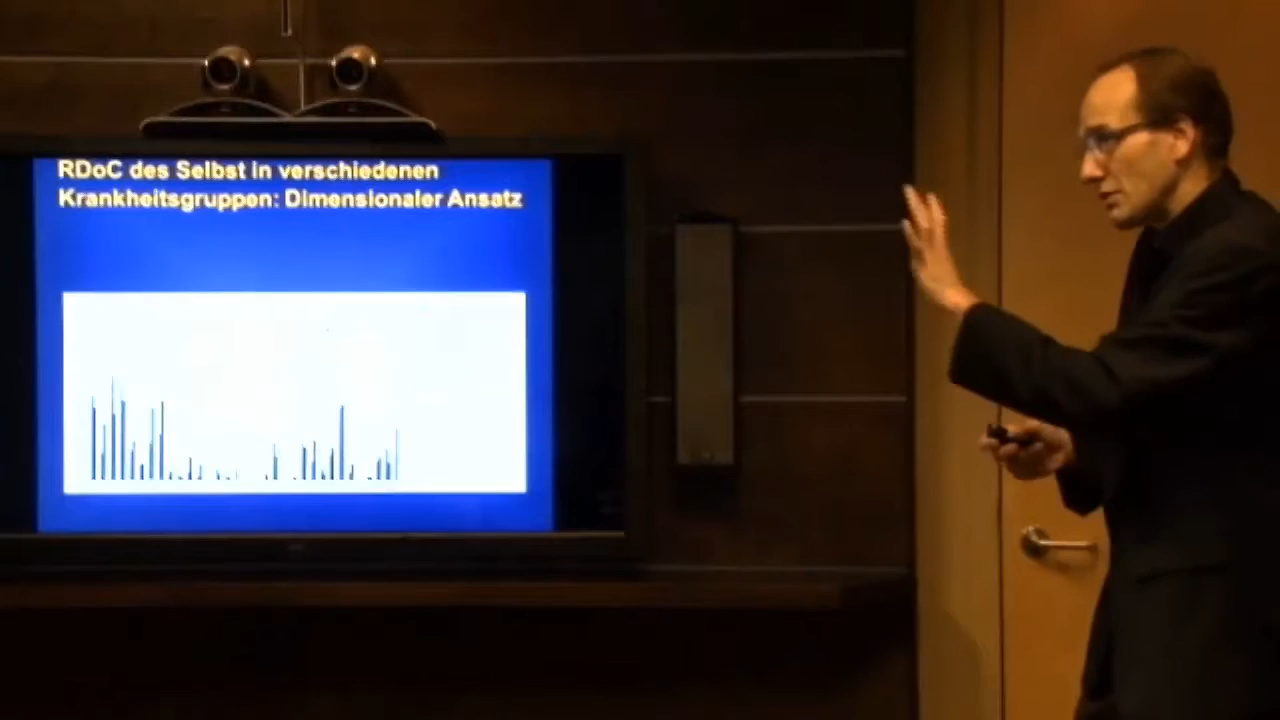 RDoC des Selbst in verschiedenen
Krankheitsgruppen: Dimensionaler Ansatz